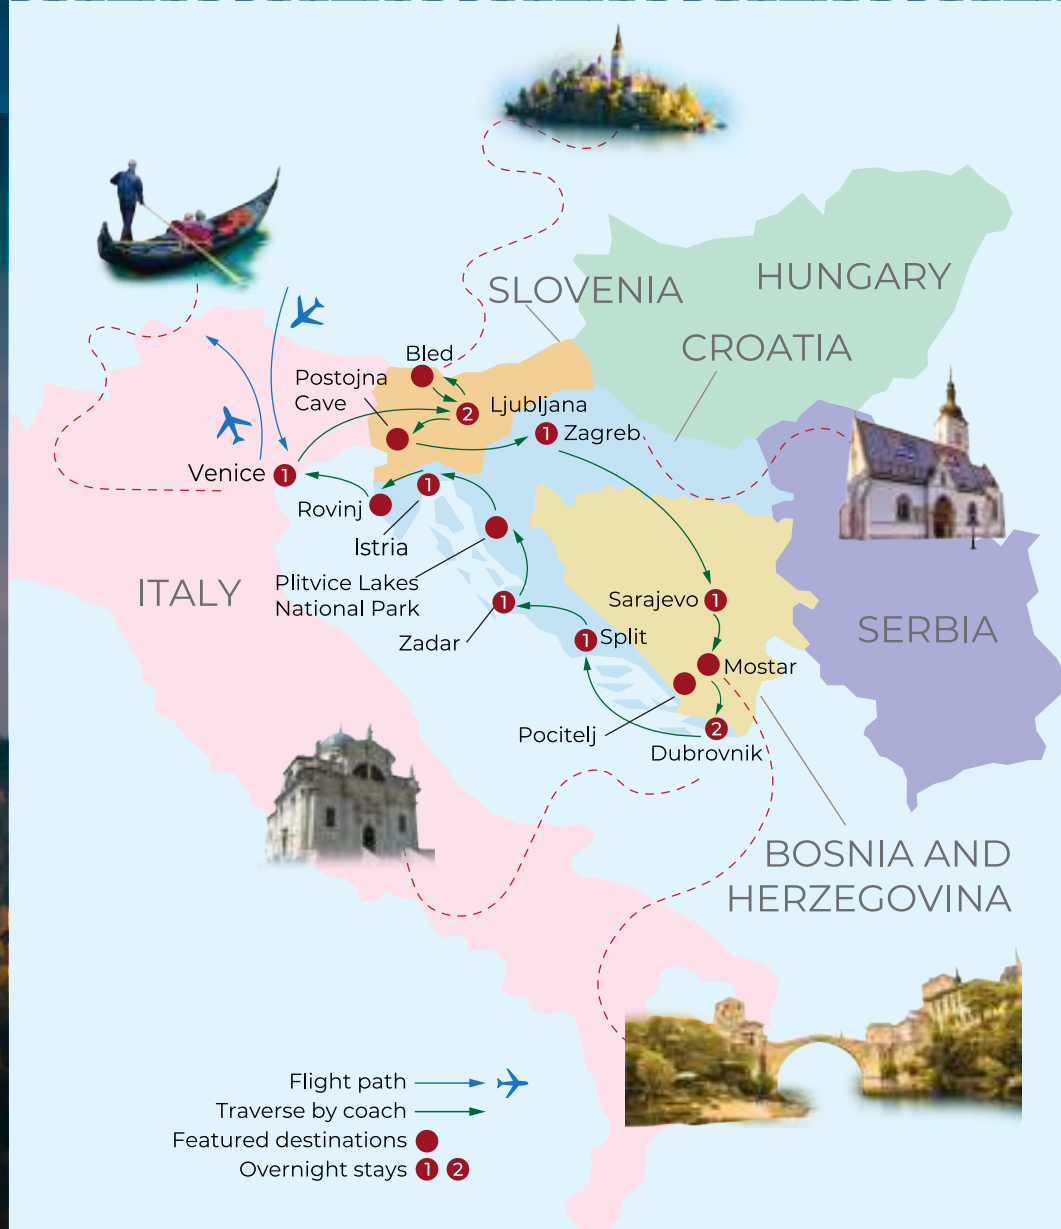 SLOVENIA
HUNGARY
CROATIA
Bled
Postojna
Cave
2
Ljubljana
1
Zagreb
Venice
1
Rovinj
1
Istria
Plitvice Lakes
National Park
ITALY
Sarajevo
1
1
Zadar
1
Split
SERBIA
Mostar
Pocitelj
2
Dubrovnik
BOSNIA AND
HERZEGOVINA
Flight path
Traverse by coach
Featured destinations
Overnight stays 1 2